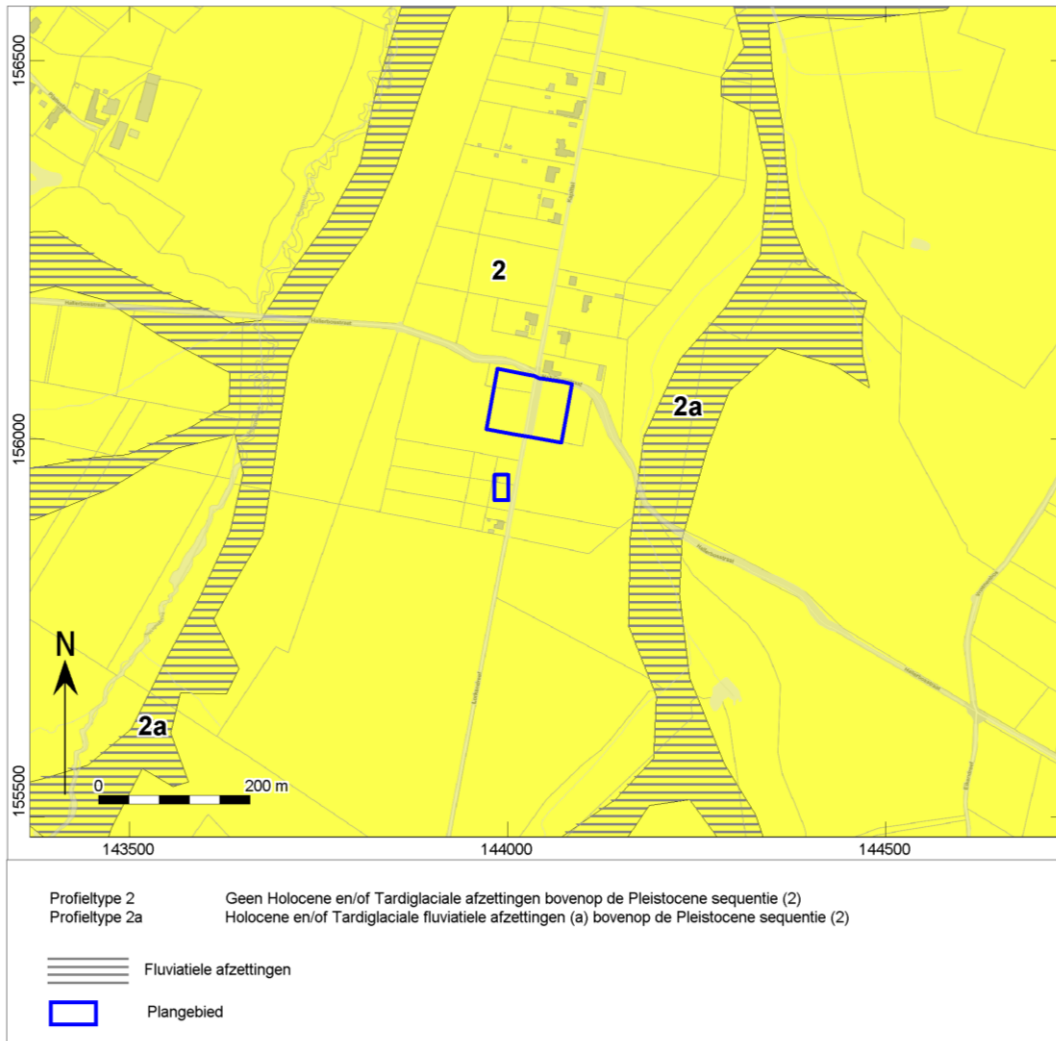 156500
2
2a
156000
N
2a
0 200 m
155500
143500 144000 144500
Profieltype 2 Geen Holocene en/of Tardiglaciale afzettingen bovenop de Pleistocene sequentie (2)
Profieltype 2a Holocene en/of Tardiglaciale fluviatiele afzettingen (a) bovenop de Pleistocene sequentie (2)
Fluviatiele afzettingen
Plangebied